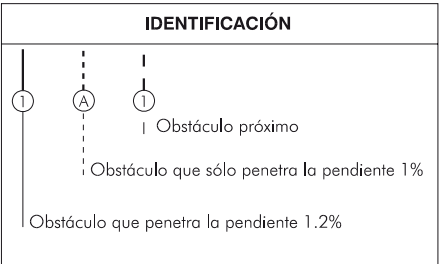 IDENTIFICACIÓN
1 A 1
Obstáculo próximo
Obstáculo que sólo penetra la pendiente 1%
Obstáculo que penetra la pendiente 1.2%